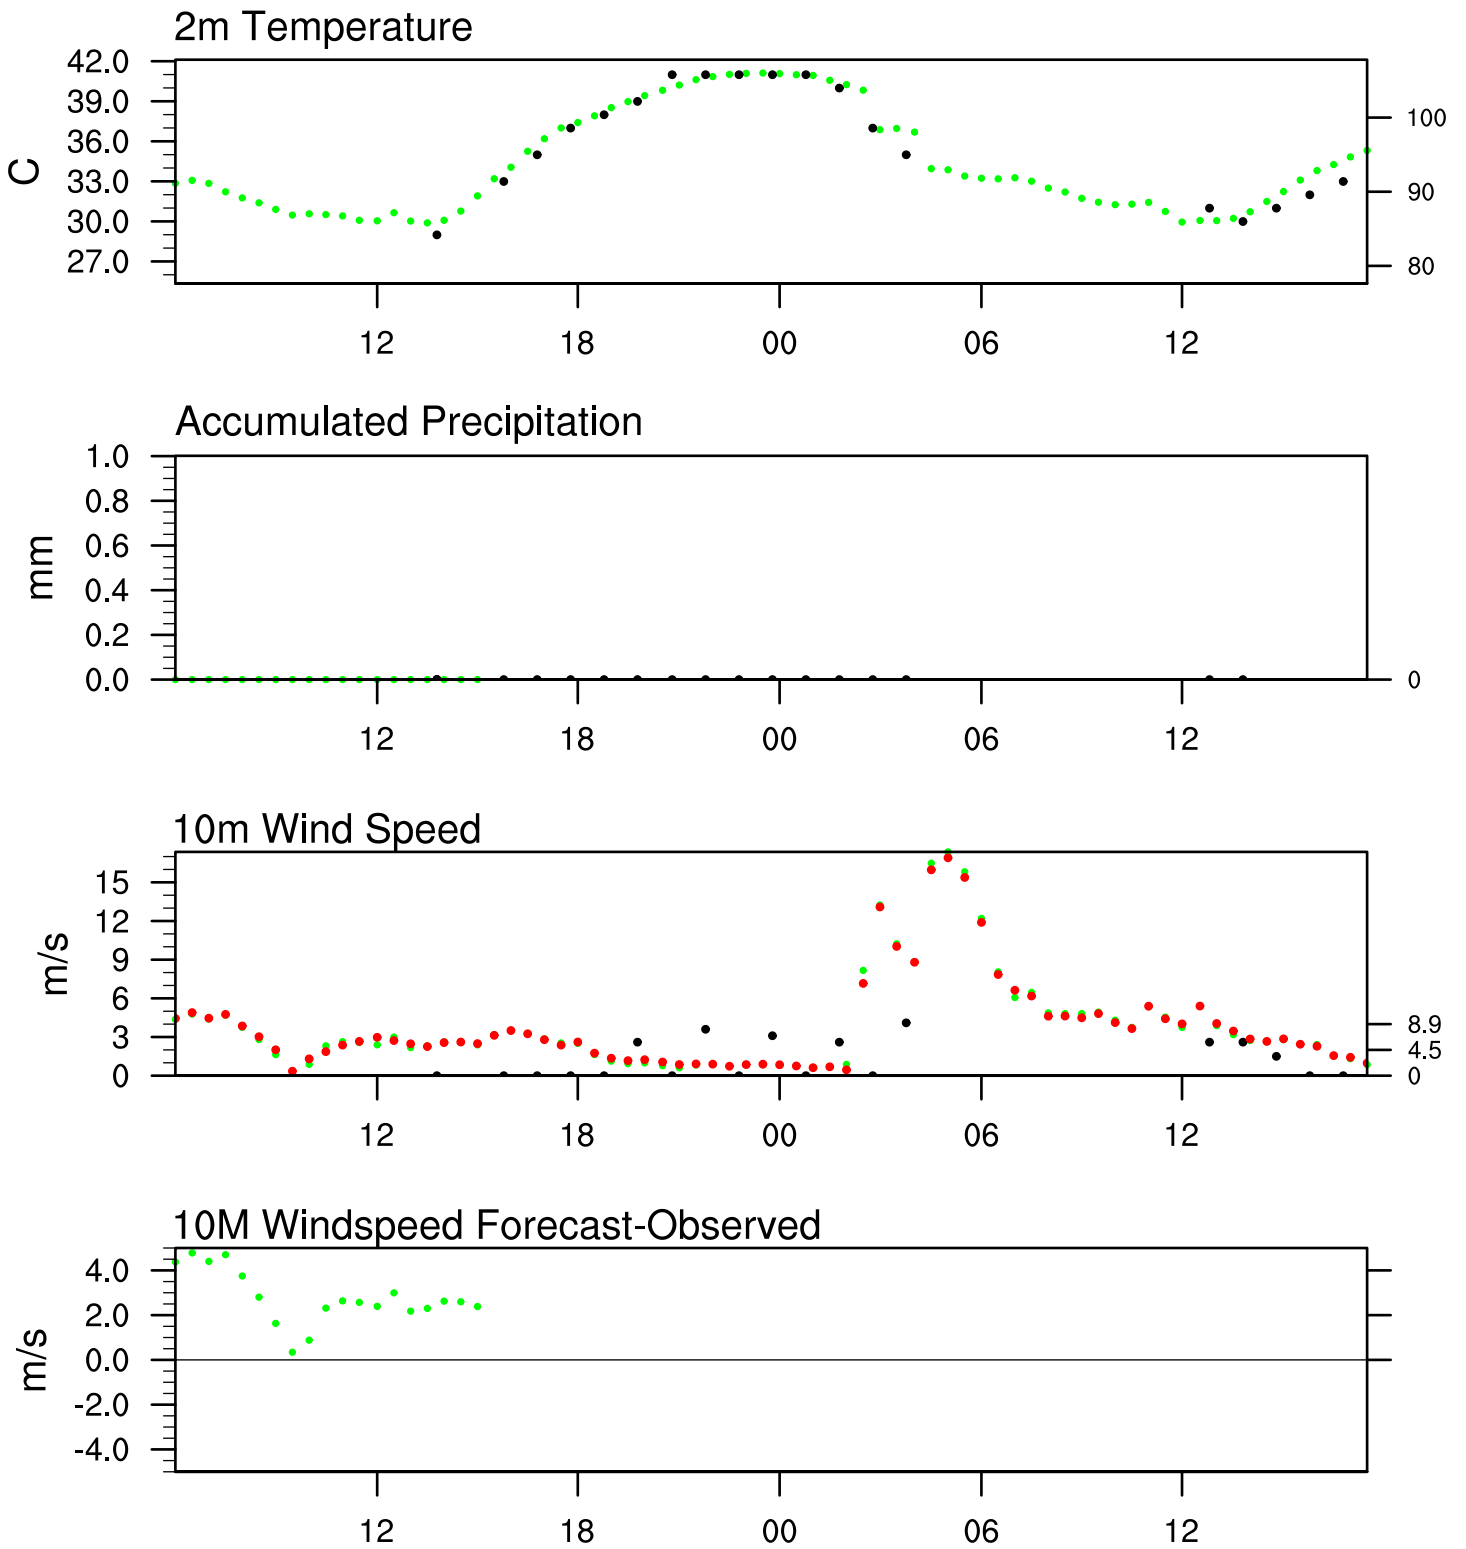 2m Temperature
42.0
39.0
36.0
33.0
30.0
27.0
C
100
90
80
12 18 00 06 12
Accumulated Precipitation
1.0
0.8
0.6
0.4
0.2
0.0
mm
0
12 18 00 06 12
10m Wind Speed
15
12
9
6
3
0
m/s
8.9
4.5
0
12 18 00 06 12
10M Windspeed Forecast-Observed
4.0
2.0
0.0
-2.0
-4.0
m/s
12 18 00 06 12